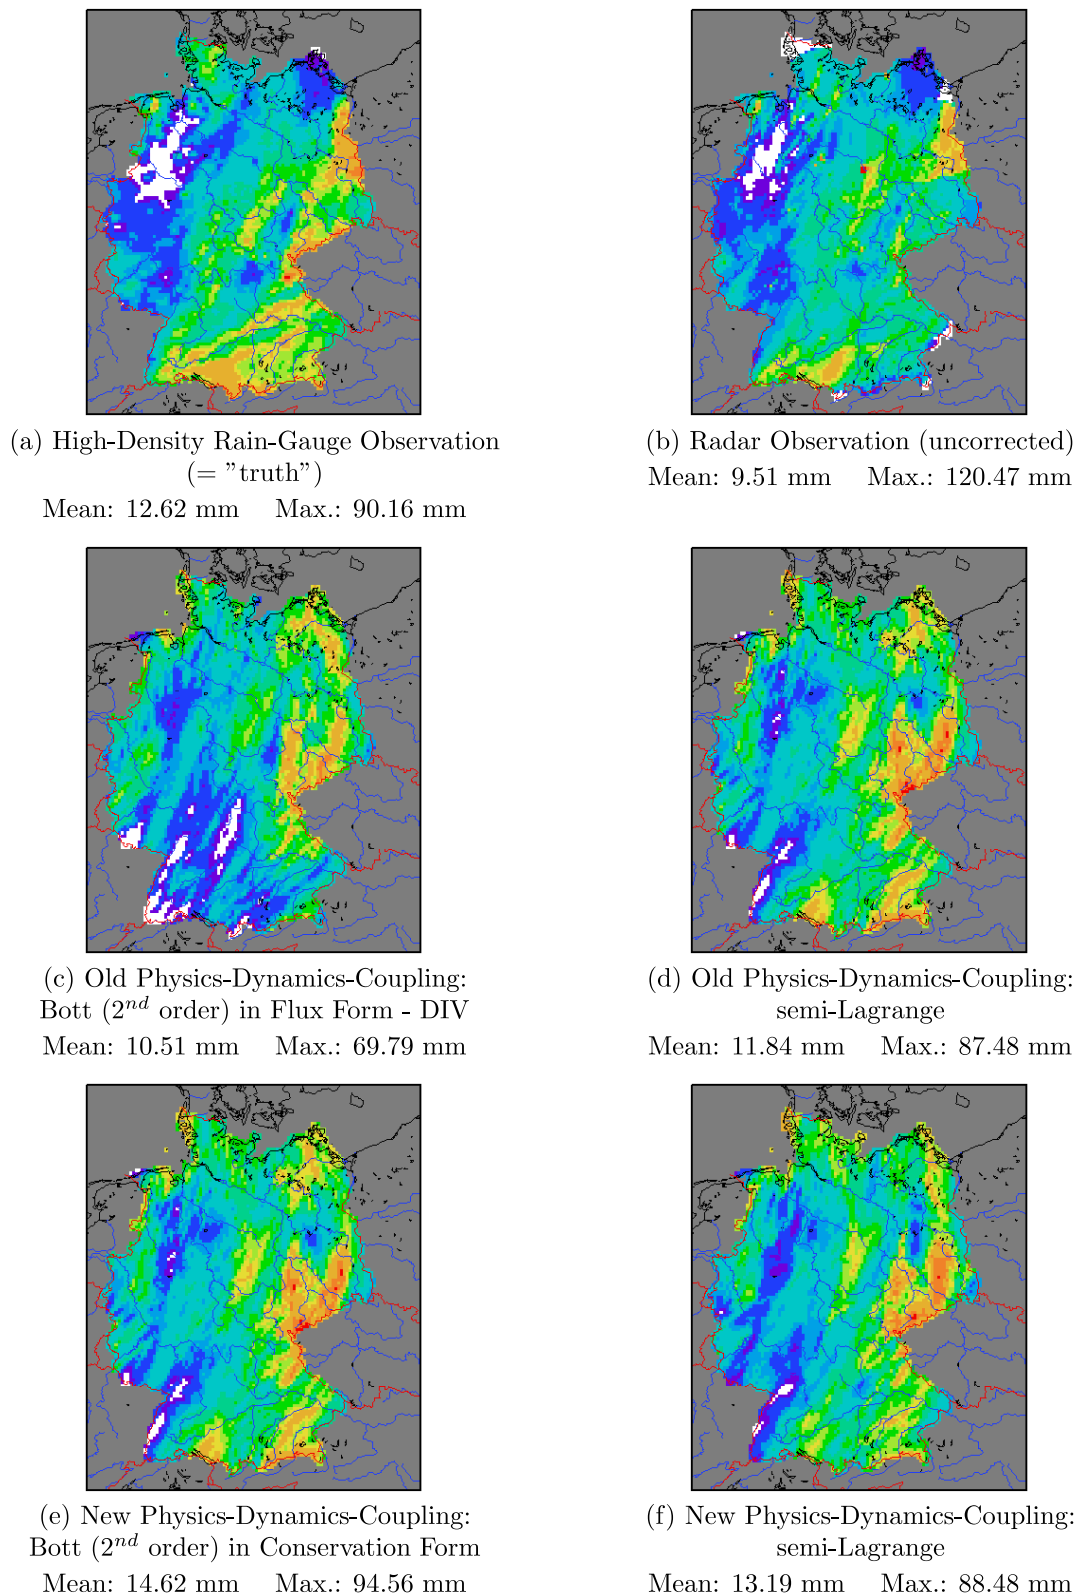 (a) High-Density Rain-Gauge Observation
(= "truth")
Mean: 12.62 mm Max.: 90.16 mm
(b) Radar Observation (uncorrected)
Mean: 9.51 mm Max.: 120.47 mm
(c) Old Physics-Dynamics-Coupling:
Bott (2nd order) in Flux Form - DIV
Mean: 10.51 mm Max.: 69.79 mm
(d) Old Physics-Dynamics-Coupling:
semi-Lagrange
Mean: 11.84 mm Max.: 87.48 mm
(e) New Physics-Dynamics-Coupling:
Bott (2nd order) in Conservation Form
Mean: 14.62 mm Max.: 94.56 mm
(f) New Physics-Dynamics-Coupling:
semi-Lagrange
Mean: 13.19 mm Max.: 88.48 mm